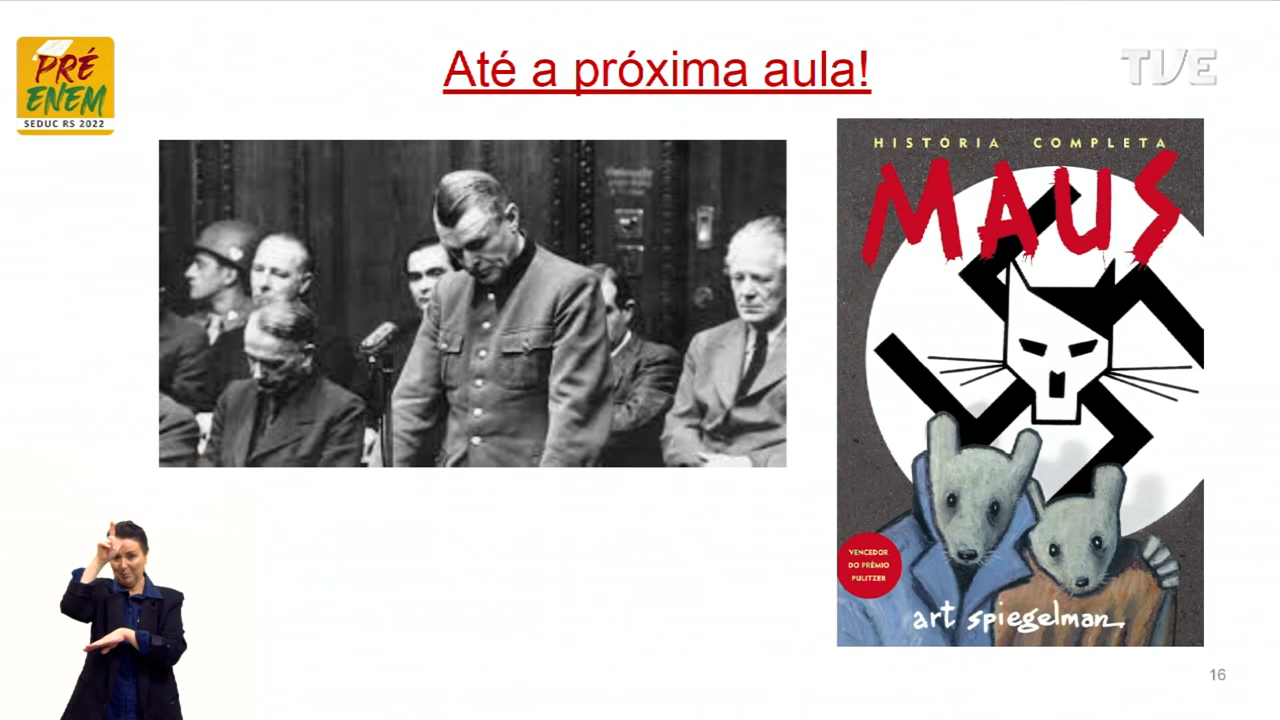 PRÉ
ENEM
SEDUC RS 2022
Até a próxima aula!
TVE
HISTÓRIA COMPLETA
MAUS
VENCEDOR
DO PRÊMIO
PULITZER
art spiegelman
16